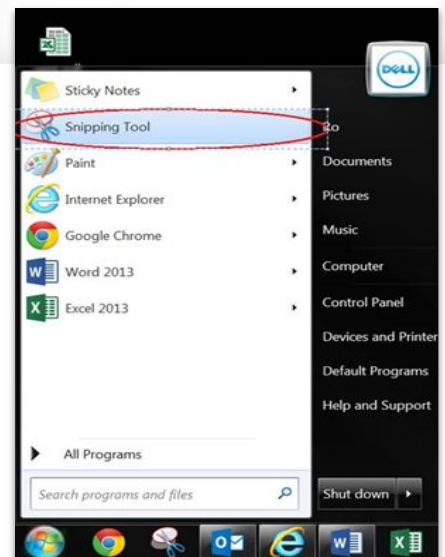 DELL
Sticky Notes
Snipping Tool
Paint
Internet Explorer
Google Chrome
Word 2013
Excel 2013
All Programs
Search programs and files
Documents
Pictures
Music
Computer
Control Panel
Devices and Printer
Default Programs
Help and Support
Shut down